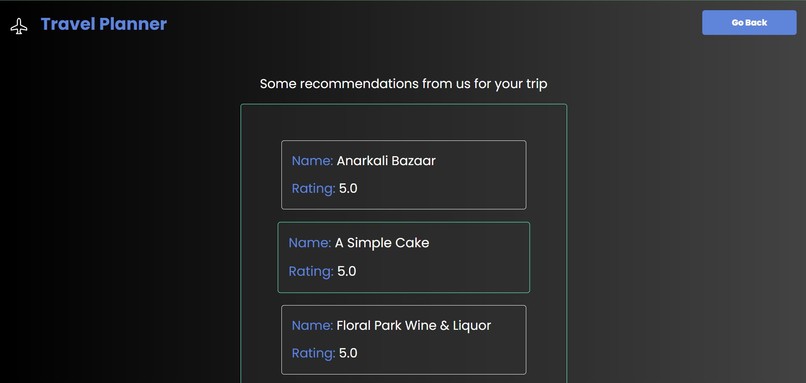 Travel Planner
Go Back
Some recommendations from us for your trip
Name: Anarkali Bazaar
Rating: 5.0
Name: A Simple Cake
Rating: 5.0
Name: Floral Park Wine & Liquor
Rating: 5.0